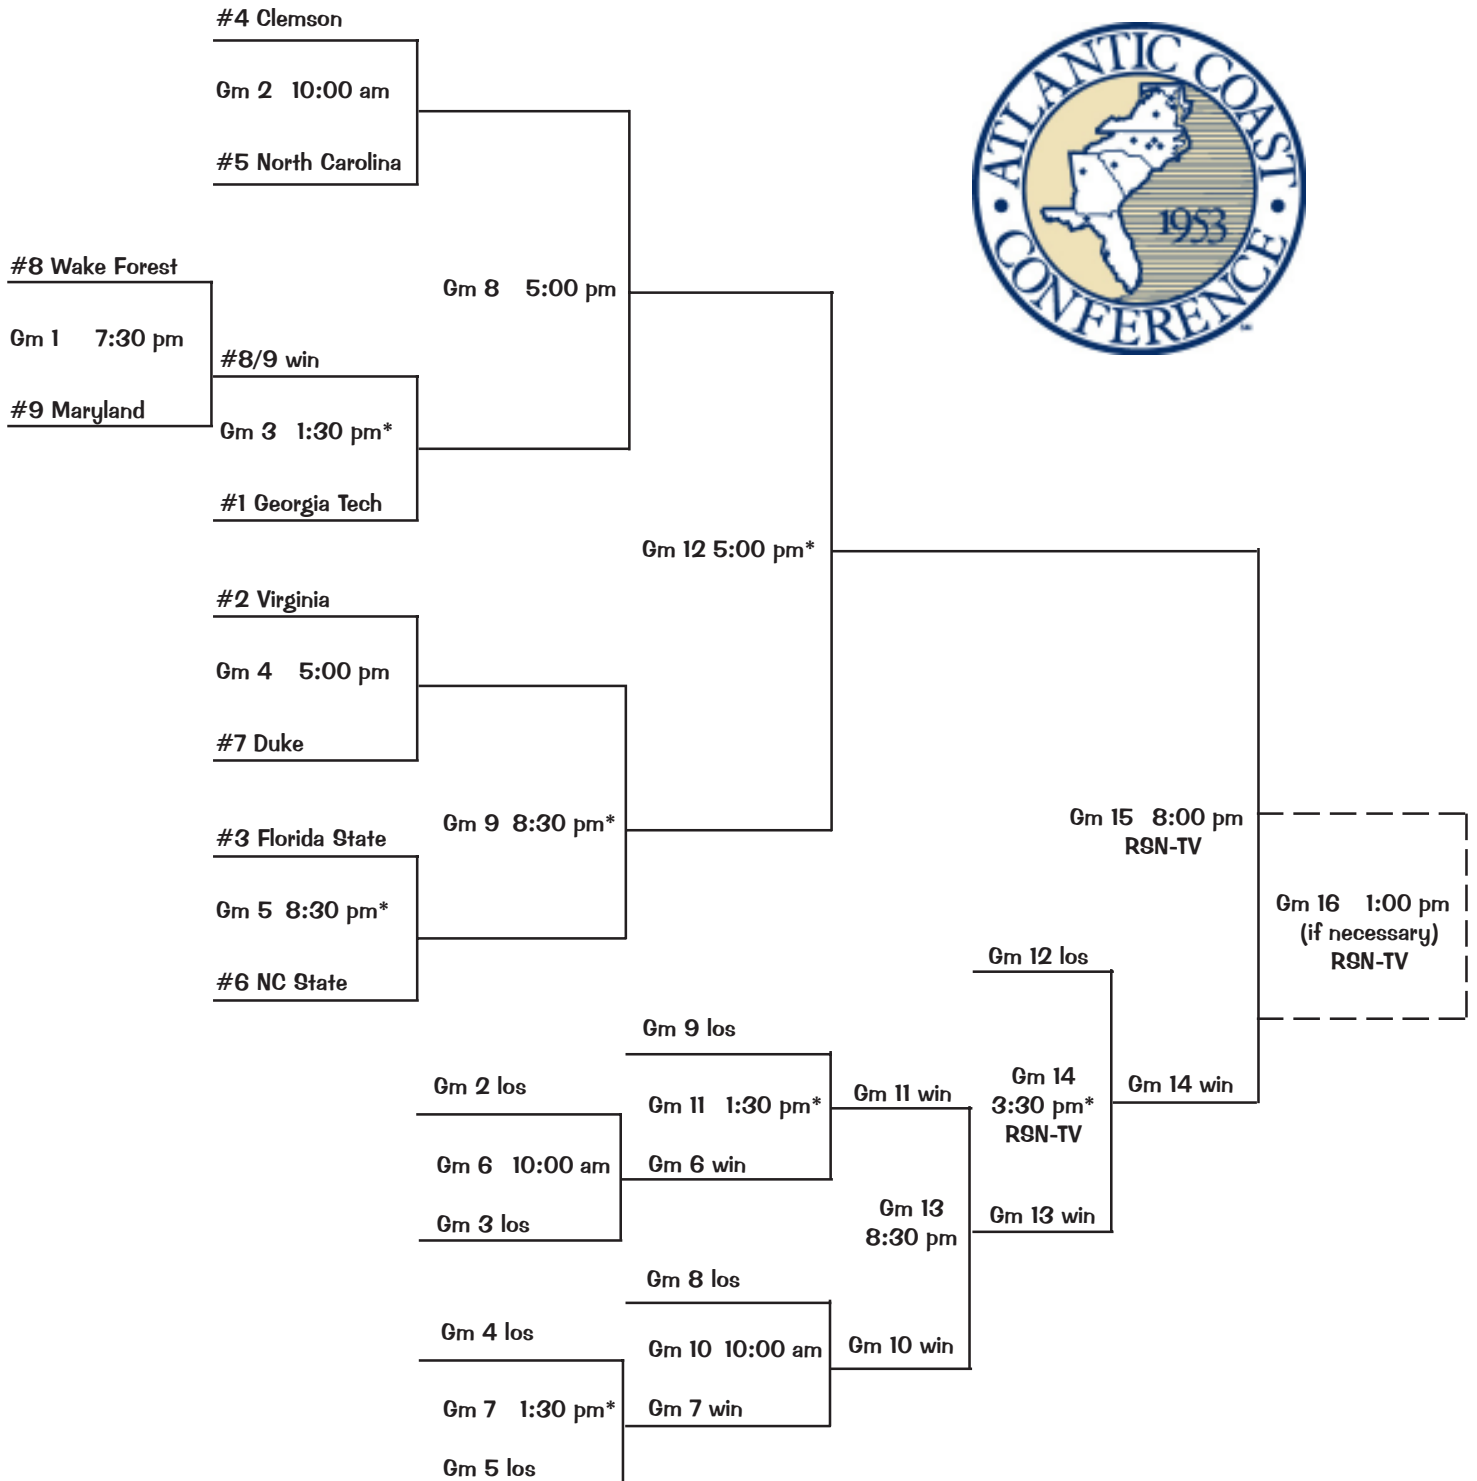 #4 Clemson
Gm 2 10:00 am
#5 North Carolina
ATLANTIC COAST
CONFERENCE
1953
#8 Wake Forest
Gm 1 7:30 pm
#9 Maryland
#8/9 win
Gm 3 1:30 pm*
#1 Georgia Tech
Gm 8 5:00 pm
#2 Virginia
Gm 4 5:00 pm
#7 Duke
#3 Florida State
Gm 5 8:30 pm*
#6 NC State
Gm 9 8:30 pm*
Gm 12 5:00 pm*
Gm 15 8:00 pm
RSN-TV
Gm 16 1:00 pm
(if necessary)
RSN-TV
Gm 2 los
Gm 6 10:00 am
Gm 3 los
Gm 9 los
Gm 11 1:30 pm*
Gm 6 win
Gm 11 win
Gm 4 los
Gm 7 1:30 pm*
Gm 5 los
Gm 8 los
Gm 10 10:00 am
Gm 7 win
Gm 10 win
Gm 13
8:30 pm
Gm 12 los
Gm 14
3:30 pm*
RSN-TV
Gm 13 win
Gm 14 win